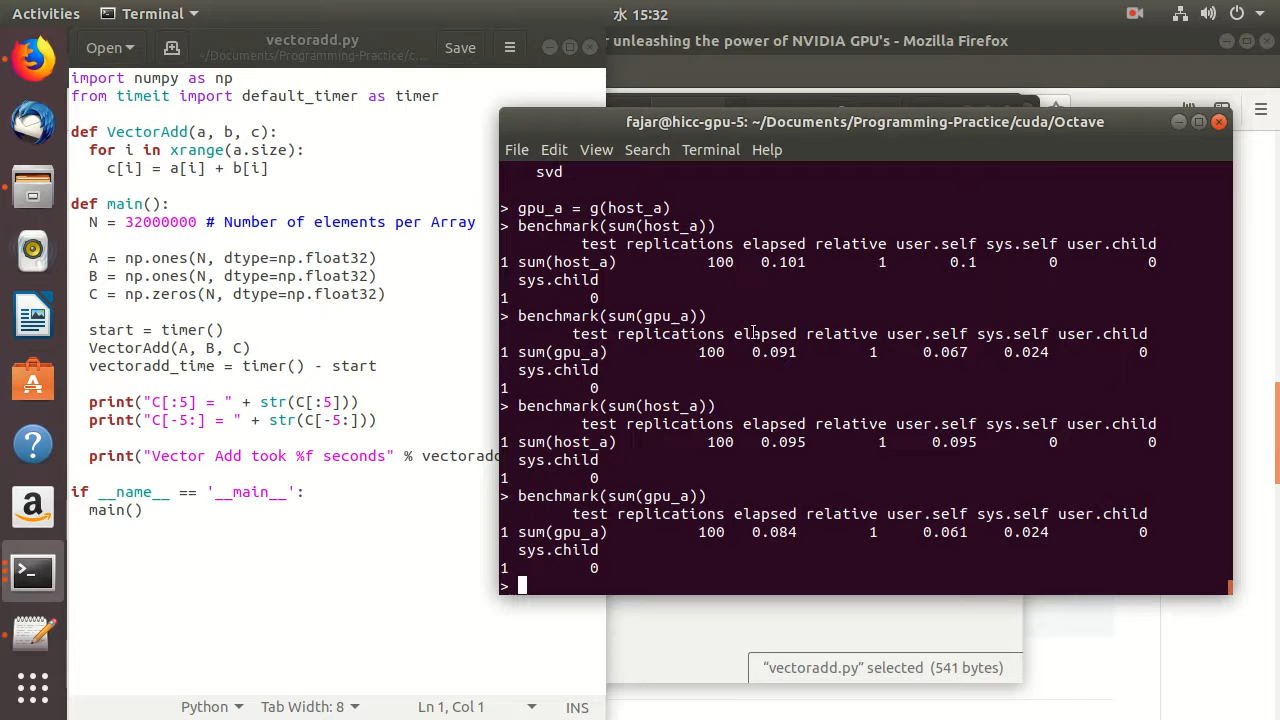 Activities
Terminal
水 15:32
Open
vectoradd.py
~/Documents/Programming-Practice/c...
Save
unleashing the power of NVIDIA GPU's - Mozilla Firefox
import numpy as np
from timeit import default_timer as timer
def VectorAdd(a, b, c):
for i in xrange(a.size):
c[i] = a[i] + b[i]
def main():
N = 32000000 # Number of elements per Array
A = np.ones(N, dtype=np.float32)
B = np.ones(N, dtype=np.float32)
C = np.zeros(N, dtype=np.float32)
start = timer()
VectorAdd(A, B, C)
vectoradd_time = timer() - start
print("C[:5] = " + str(C[:5]))
print("C[-5:] = " + str(C[-5:]))
print("Vector Add took %f seconds" % vectoradd
if __name__ == '__main__':
main()
Python
Tab Width: 8
Ln 1, Col 1
INS
fajar@hicc-gpu-5: ~/Documents/Programming-Practice/cuda/Octave
File Edit View Search Terminal Help
svd
> gpu_a = g(host_a)
> benchmark(sum(host_a))
test replications elapsed relative user.self sys.self user.child
1 sum(host_a) 100 0.101 1 0.1 0 0
sys.child
1 0
> benchmark(sum(gpu_a))
test replications elapsed relative user.self sys.self user.child
1 sum(gpu_a) 100 0.091 1 0.067 0.024 0
sys.child
1 0
> benchmark(sum(host_a))
test replications elapsed relative user.self sys.self user.child
1 sum(host_a) 100 0.095 1 0.095 0 0
sys.child
1 0
> benchmark(sum(gpu_a))
test replications elapsed relative user.self sys.self user.child
1 sum(gpu_a) 100 0.084 1 0.061 0.024 0
sys.child
1 0
>
“vectoradd.py” selected (541 bytes)